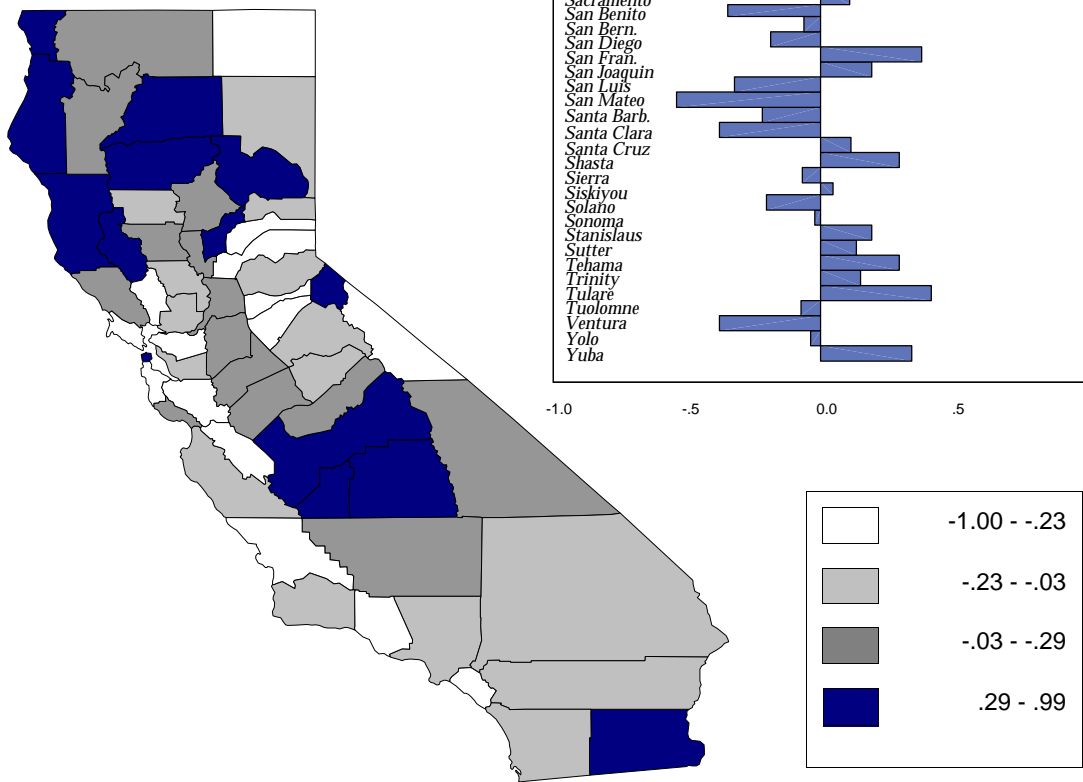 Sacramento
San Benito
San Bern.
San Diego
San Fran.
San Joaquin
San Luis
San Mateo
Santa Barb.
Santa Clara
Santa Cruz
Shasta
Sierra
Siskiyou
Solano
Sonoma
Stanislaus
Sutter
Tehama
Trinity
Tulare
Tuolomne
Ventura
Yolo
Yuba
-1.0 -.5 0.0 .5
-1.00 - -.23
-.23 - -.03
-.03 - -.29
.29 - .99